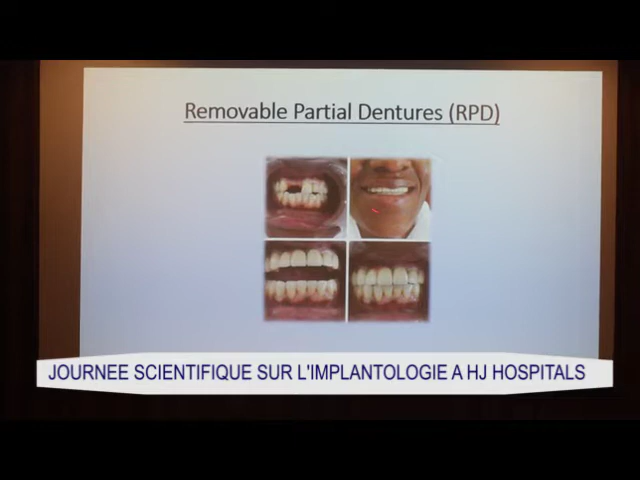 Removable Partial Dentures (RPD)
JOURNEE SCIENTIFIQUE SUR L'IMPLANTOLOGIE A HJ HOSPITALS